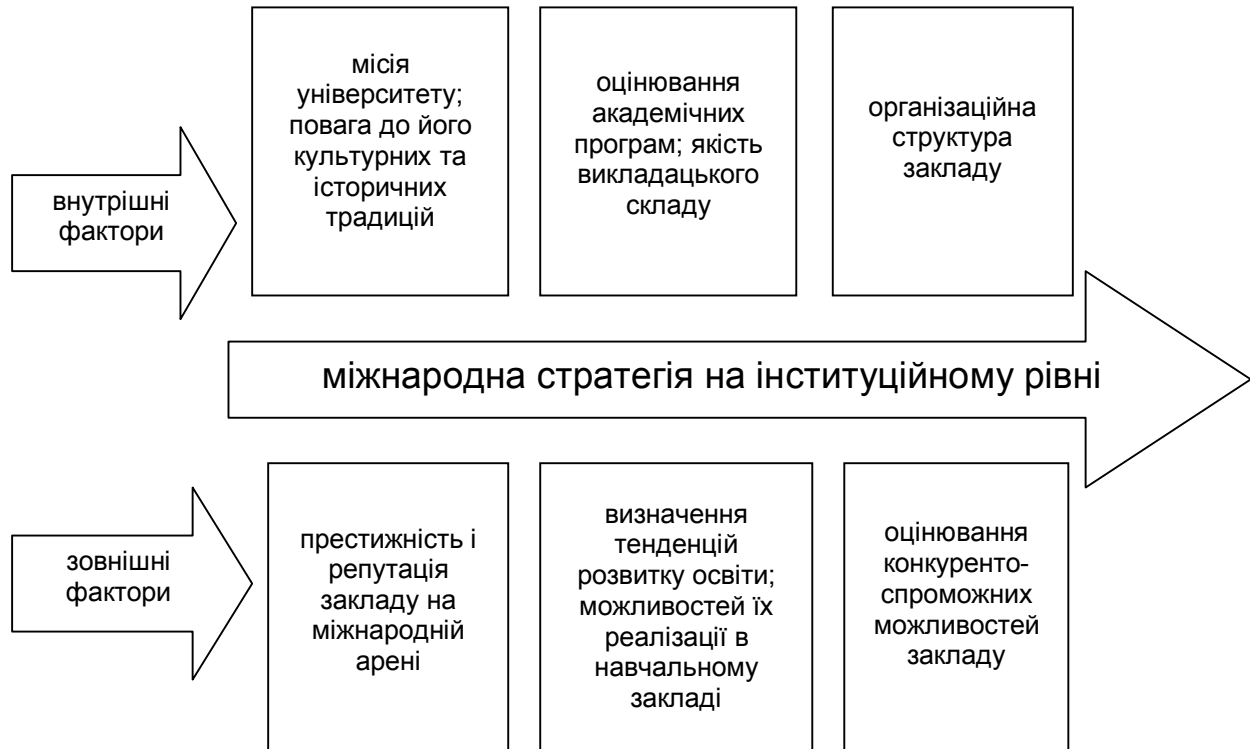 внутрішні
фактори
місія
університету;
повага до його
культурних та
історичних
традицій
оцінювання
академічних
програм; якість
викладацького
складу
організаційна
структура
закладу
міжнародна стратегія на інституційному рівні
зовнішні
фактори
престижність і
репутація
закладу на
міжнародній
арені
визначення
тенденцій
розвитку освіти;
можливостей їх
реалізації в
навчальному
закладі
оцінювання
конкуренто-
спроможних
можливостей
закладу